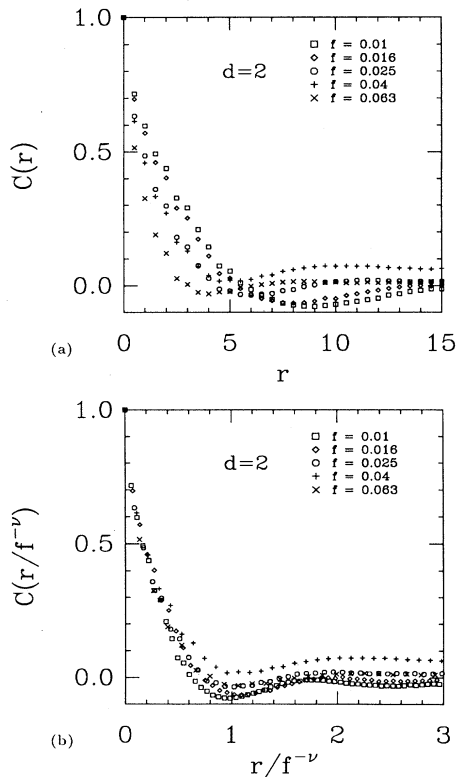 1.0
0.5
0.0
C(r)
d=2
□ f = 0.01
◇ f = 0.016
○ f = 0.025
+ f = 0.04
× f = 0.063
0 5 10 15
r
(a)
1.0
0.5
0.0
C(r/f^{-ν})
d=2
□ f = 0.01
◇ f = 0.016
○ f = 0.025
+ f = 0.04
× f = 0.063
0 1 2 3
r/f^{-ν}
(b)